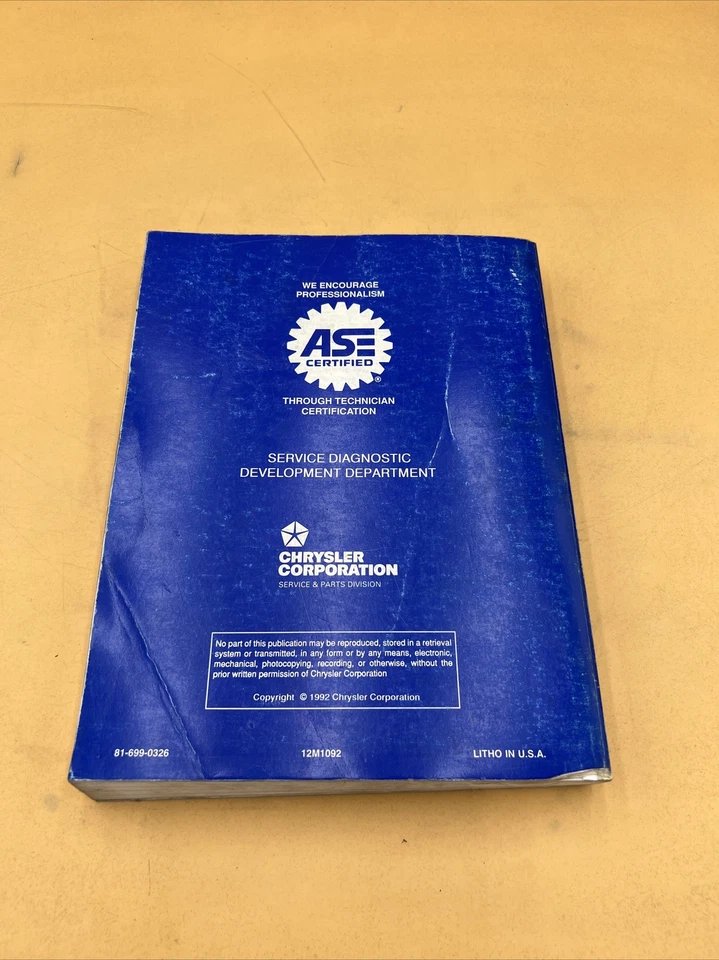 WE ENCOURAGE
PROFESSIONALISM
ASE
CERTIFIED
®
THROUGH TECHNICIAN
CERTIFICATION
SERVICE DIAGNOSTIC
DEVELOPMENT DEPARTMENT
CHRYSLER
CORPORATION
SERVICE & PARTS DIVISION
No part of this publication may be reproduced, stored in a retrieval
system or transmitted, in any form or by any means, electronic,
mechanical, photocopying, recording, or otherwise, without the
prior written permission of Chrysler Corporation
Copyright © 1992 Chrysler Corporation
81-699-0326 12M1092 LITHO IN U.S.A.